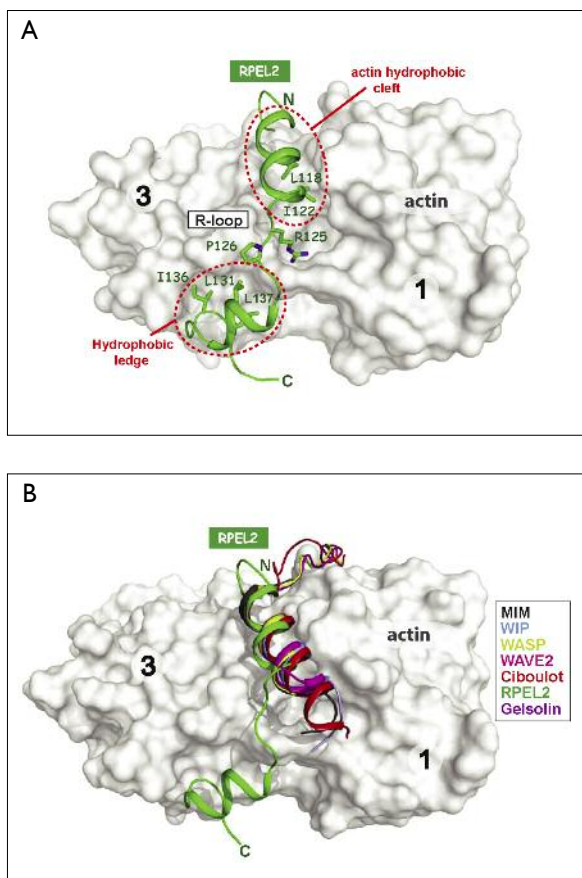 A
RPEL2
actin hydrophobic
cleft
N
L118
3
R-loop
I122
actin
P126
R125
I136
L131
L137
1
Hydrophobic
ledge
C
B
RPEL2
N
actin
3
MIM
WIP
WASP
WAVE2
Ciboulot
RPEL2
Gelsolin
1
C